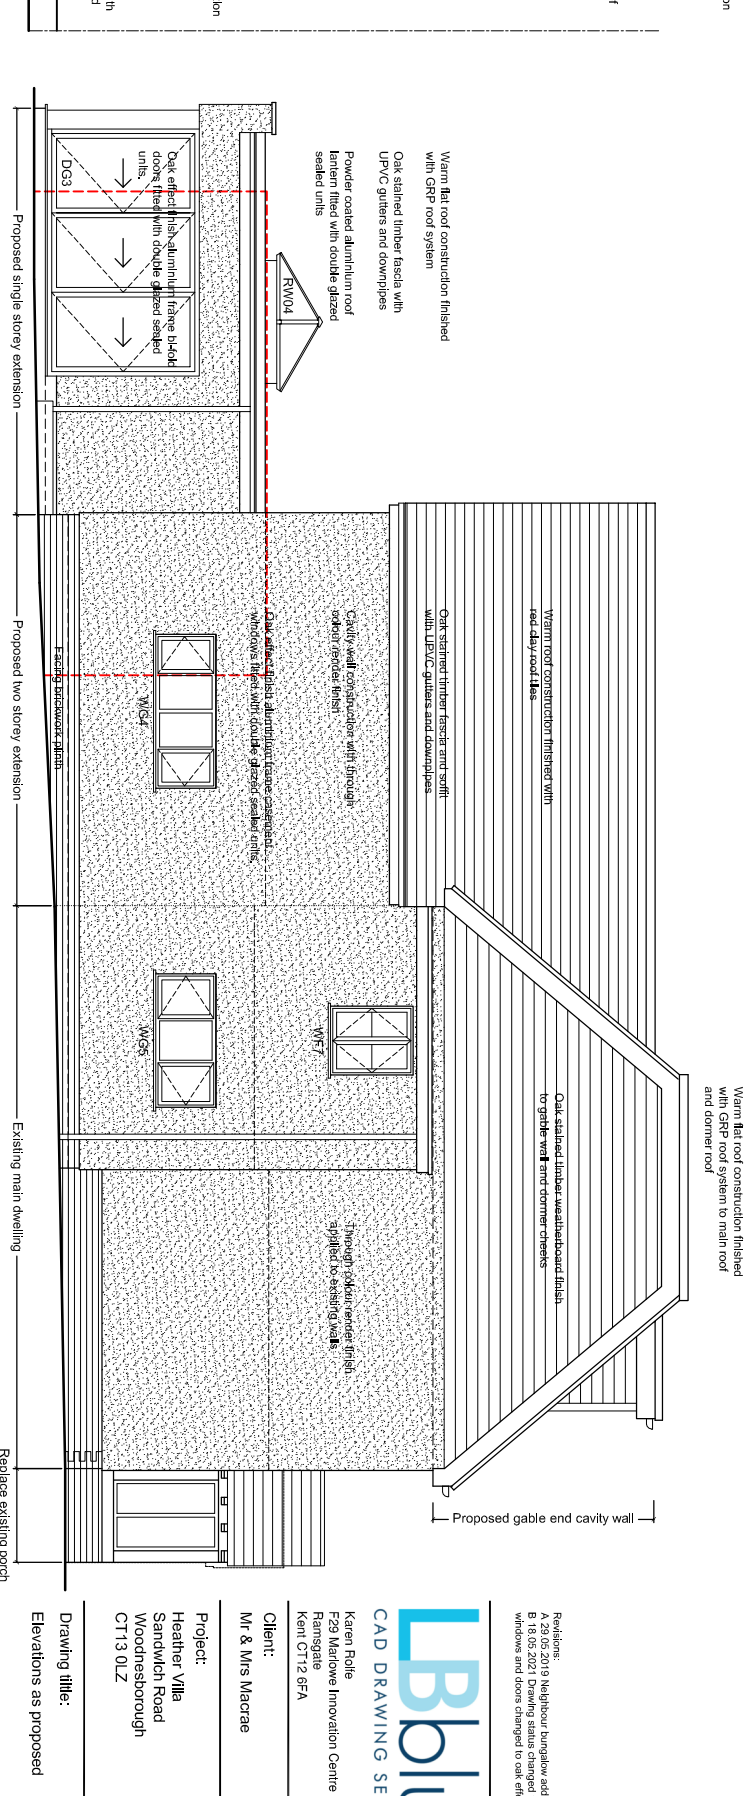 Warm flat roof construction finished
with GRP roof system
Oak stained timber fascia with
UPVC gutters and downpipes
Powder coated aluminium roof
lantern fitted with double glazed
sealed units
RW04
Oak effect finish aluminium frame bi-fold
doors fitted with double glazed sealed
units.
DG3
Warm roof construction finished with
red clay roof tiles
Oak stained timber fascia and soffit
with UPVC gutters and downpipes
Cavity wall construction with through
colour render finish
Oak effect finish aluminium frame casement
windows fitted with double glazed sealed units.
WG4
Facing brickwork plinth
Warm flat roof construction finished
with GRP roof system to main roof
and dormer roof
Oak stained timber weatherboard finish
to gable wall and dormer cheeks
WF7
WG5
Through colour render finish
applied to existing walls
Proposed gable end cavity wall
Proposed single storey extension
Proposed two storey extension
Existing main dwelling
Replace existing porch
Revisions:
A 29.05.2019 Neighbour bungalow add
B 18.05.2021 Drawing status changed
windows and doors changed to oak effe
LBblu
CAD DRAWING SE
Karen Rolfe
F29 Marlowe Innovation Centre
Ramsgate
Kent CT12 6FA
Client:
Mr & Mrs Macrae
Project:
Heather Villa
Sandwich Road
Woodnesborough
CT13 0LZ
Drawing title:
Elevations as proposed